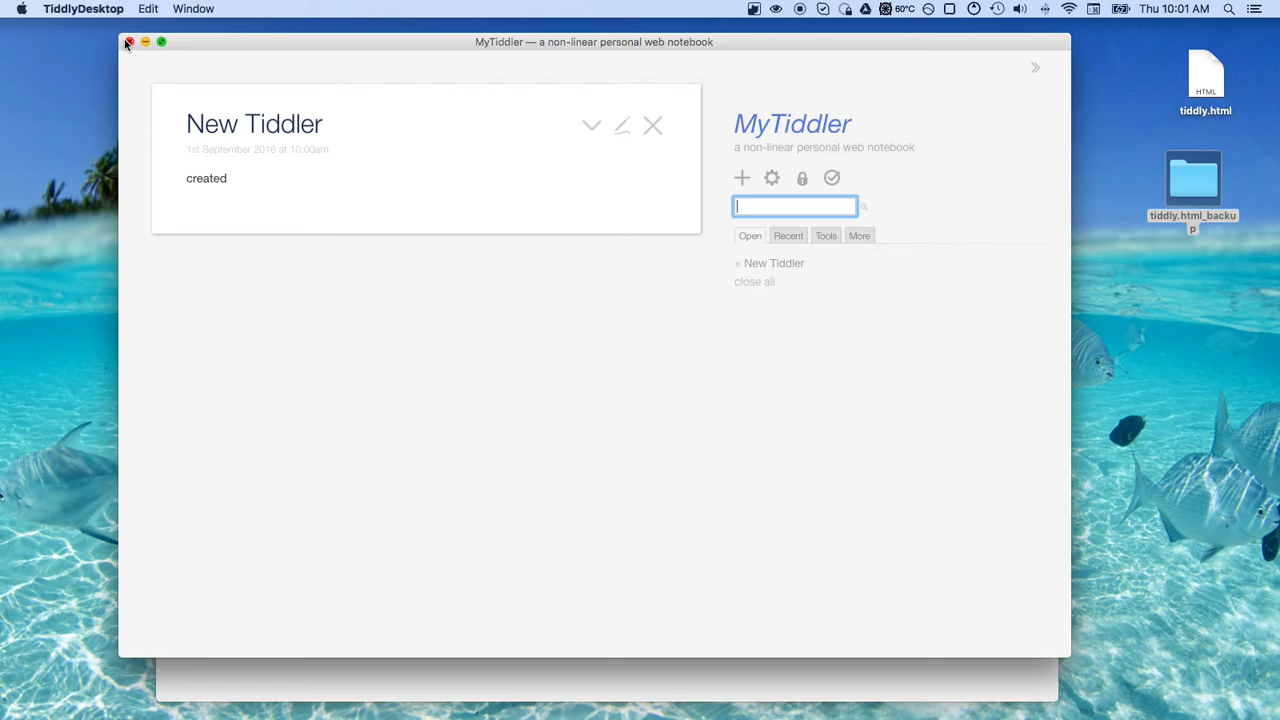 TiddlyDesktop Edit Window 60°C Thu 10:01 AM
MyTiddler — a non-linear personal web notebook
HTML
tiddly.html
New Tiddler
1st September 2016 at 10:00am
created
MyTiddler
a non-linear personal web notebook
Open Recent Tools More
× New Tiddler
close all
tiddly.html_backu
p